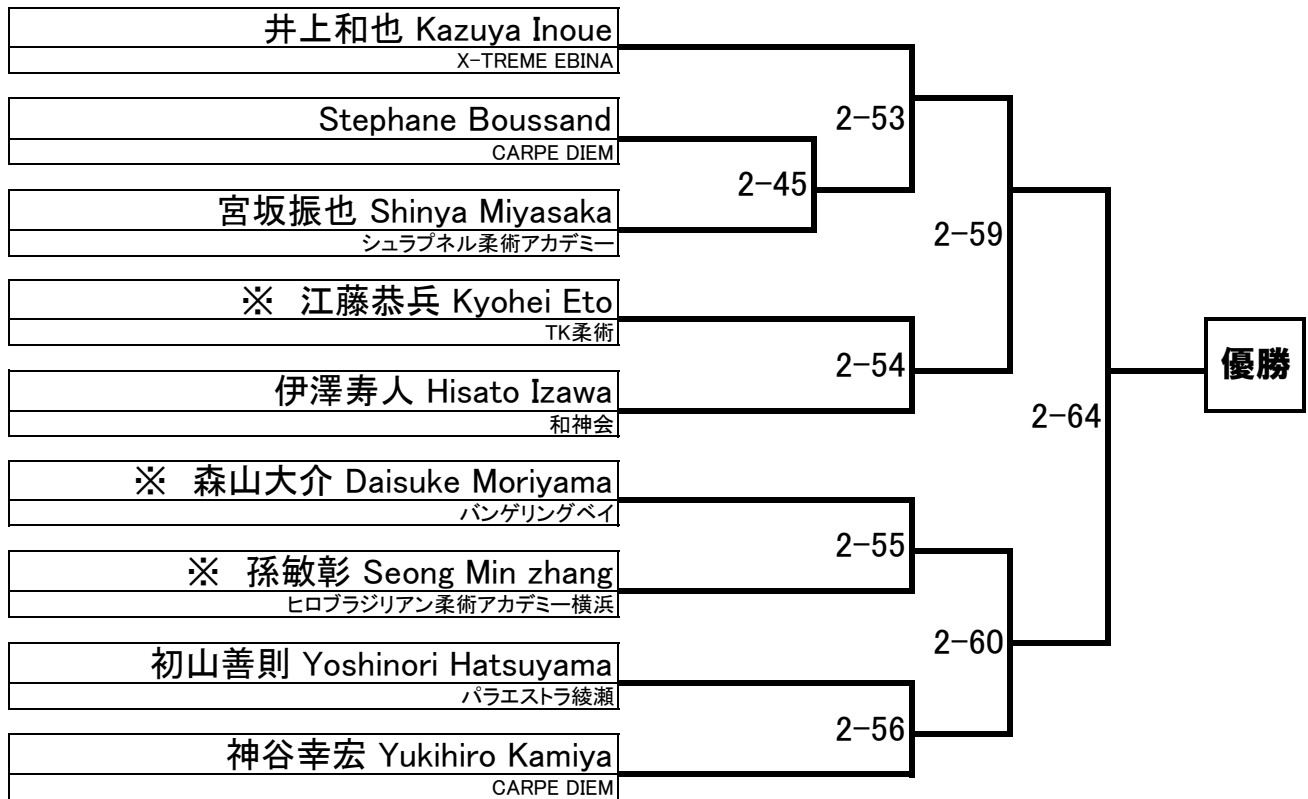 井上和也 Kazuya Inoue
X-TREME EBINA
Stephane Boussand
CARPE DIEM
宮坂振也 Shinya Miyasaka
シュラプネル柔術アカデミー
※ 江藤恭兵 Kyohei Eto
TK柔術
伊澤寿人 Hisato Izawa
和神会
※ 森山大介 Daisuke Moriyama
バンゲリングベイ
※ 孫敏彰 Seong Min zhang
ヒロブラジリアン柔術アカデミー横浜
初山善則 Yoshinori Hatsuyama
パラエストラ綾瀬
神谷幸宏 Yukihiro Kamiya
CARPE DIEM
2-45
2-53
2-54
2-55
2-56
2-59
2-60
2-64
優勝